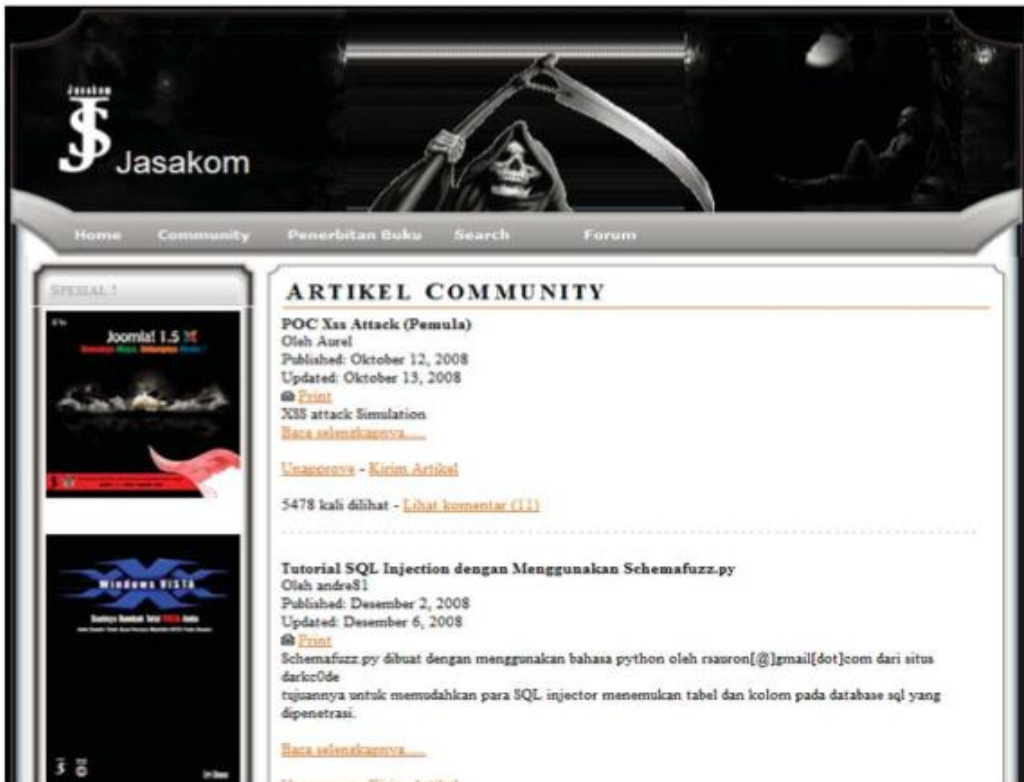 Jasakom
JS
Jasakom
Home Community Penerbitan Buku Search Forum
SPESIAL !
Joomla! 1.5
Windows VISTA
ARTIKEL COMMUNITY
POC Xss Attack (Pemula)
Oleh Aurel
Published: Oktober 12, 2008
Updated: Oktober 13, 2008
Print
XSS attack Simulation
Baca selengkapnya.....
Unapprove - Kirim Artikel
5478 kali dilihat - Lihat komentar (11)
Tutorial SQL Injection dengan Menggunakan Schemafuzz.py
Oleh andre81
Published: Desember 2, 2008
Updated: Desember 6, 2008
Print
Schemafuzz.py dibuat dengan menggunakan bahasa python oleh rsauron[@]gmail[dot]com dari situs
darkc0de
tujuannya untuk memudahkan para SQL injector menemukan tabel dan kolom pada database sql yang
dipenetrasi.
Baca selengkapnya.....